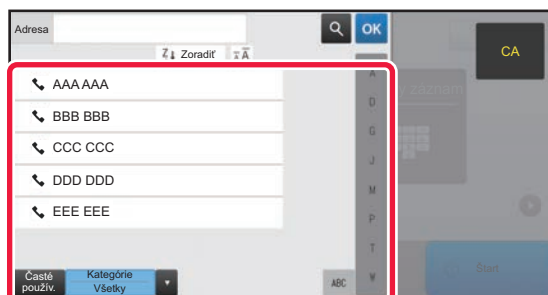 Adresa
OK
CA
Zoradiť
AAA AAA
BBB BBB
CCC CCC
DDD DDD
EEE EEE
A
D
G
J
M
P
T
W
záznam
Časté
použív.
Kategórie
Všetky
ABC
Start